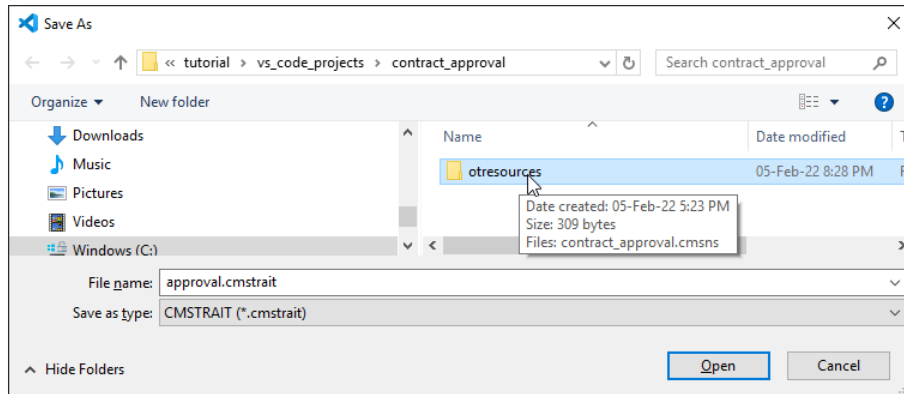 Save As
« tutorial > vs_code_projects > contract_approval
Search contract_approval
Organize
New folder
Name
Date modified
T
Downloads
Music
Pictures
Videos
Windows (C:)
otresources
05-Feb-22 8:28 PM
F
Date created: 05-Feb-22 5:23 PM
Size: 309 bytes
Files: contract_approval.cmsns
File name: approval.cmstrait
Save as type: CMSTRAIT (*.cmstrait)
Hide Folders
Open
Cancel